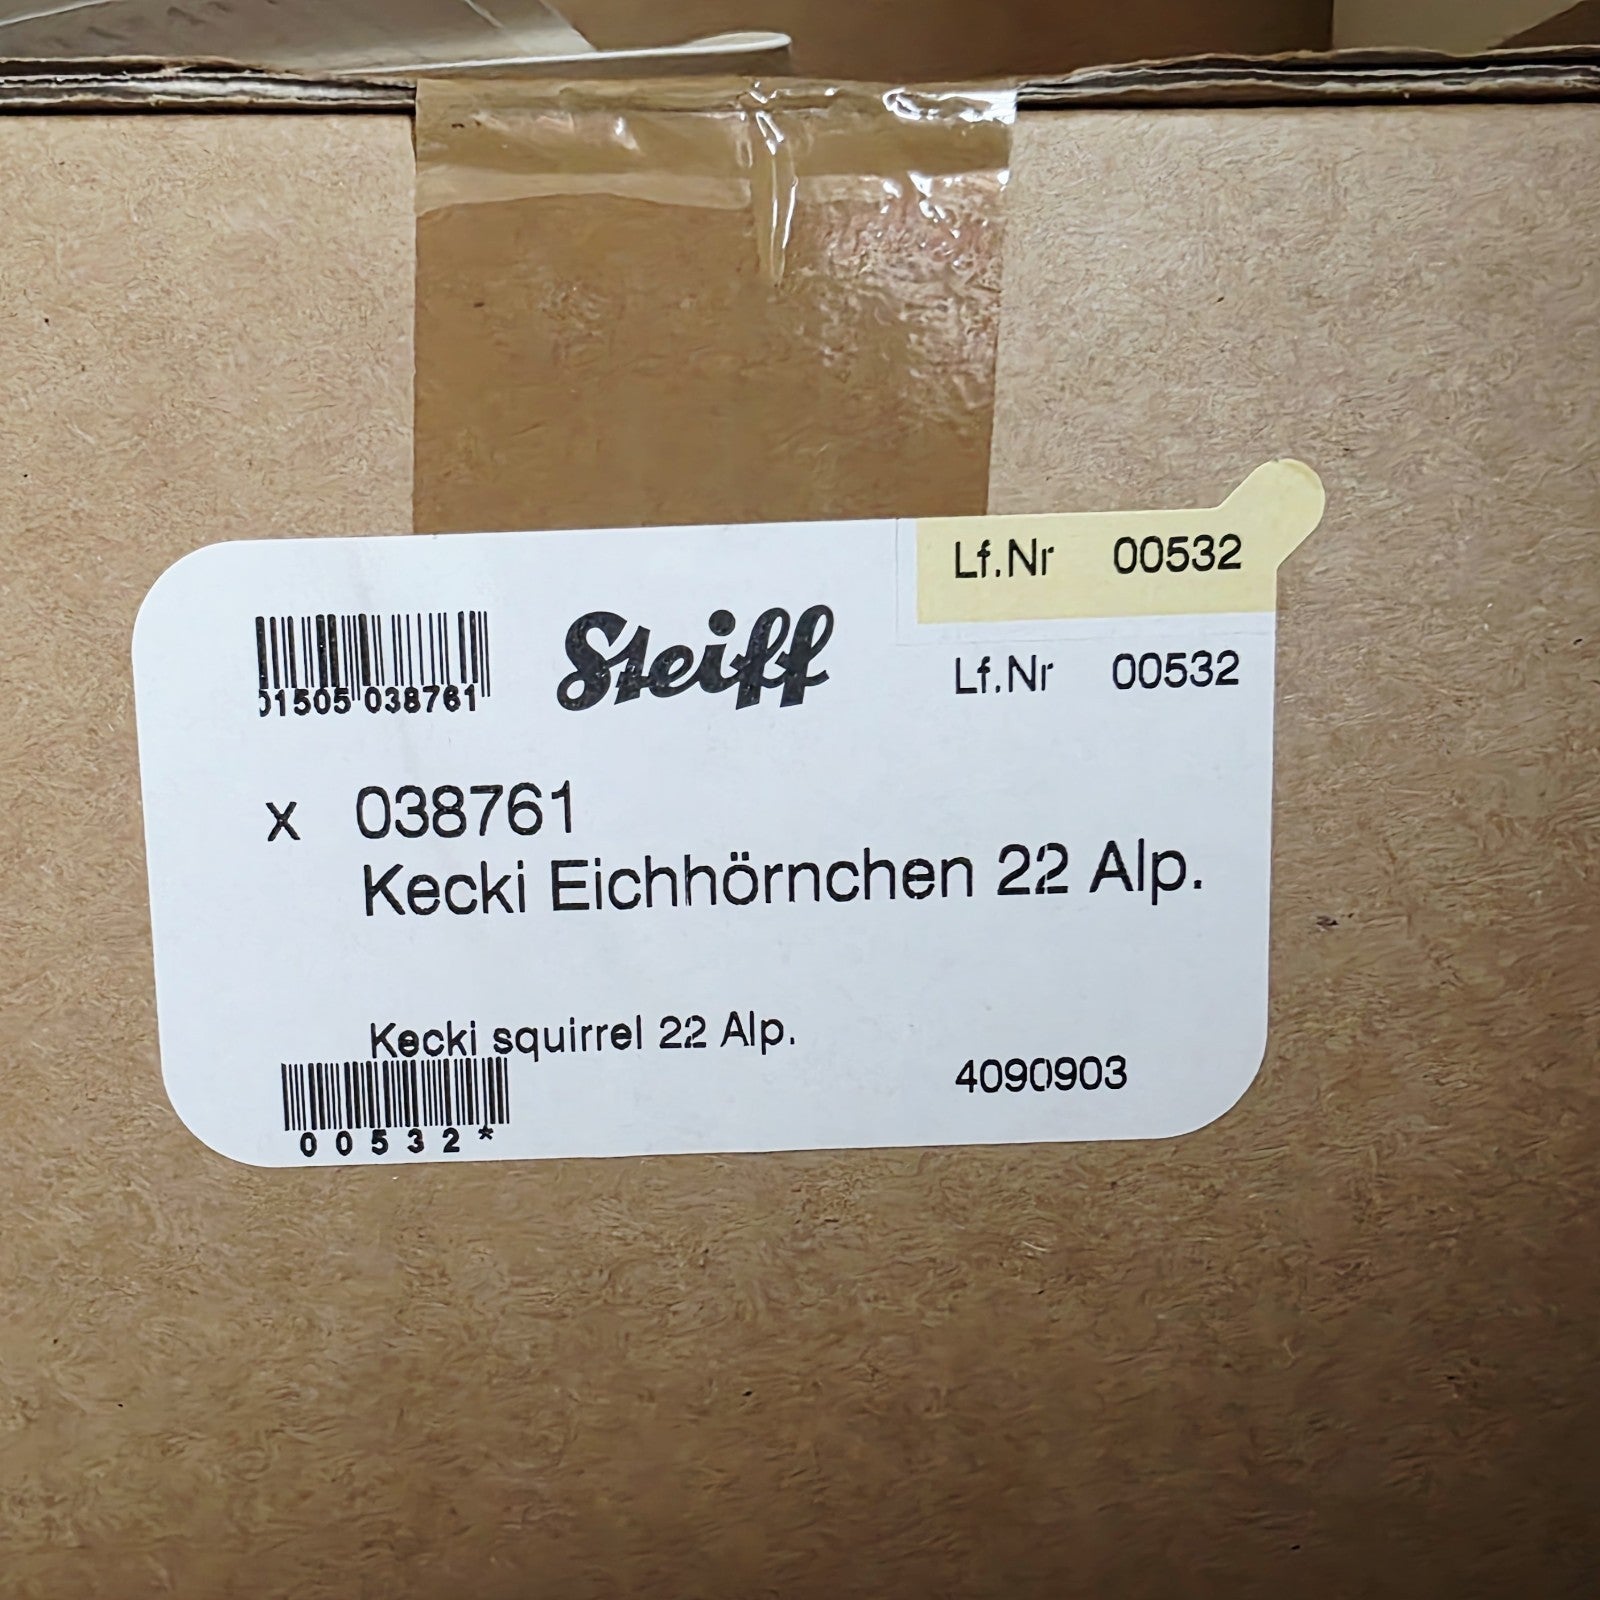 Lf.Nr 00532
Steiff
Lf.Nr 00532
01505 038761
x 038761
Kecki Eichhörnchen 22 Alp.
Kecki squirrel 22 Alp.
4090903
00532*